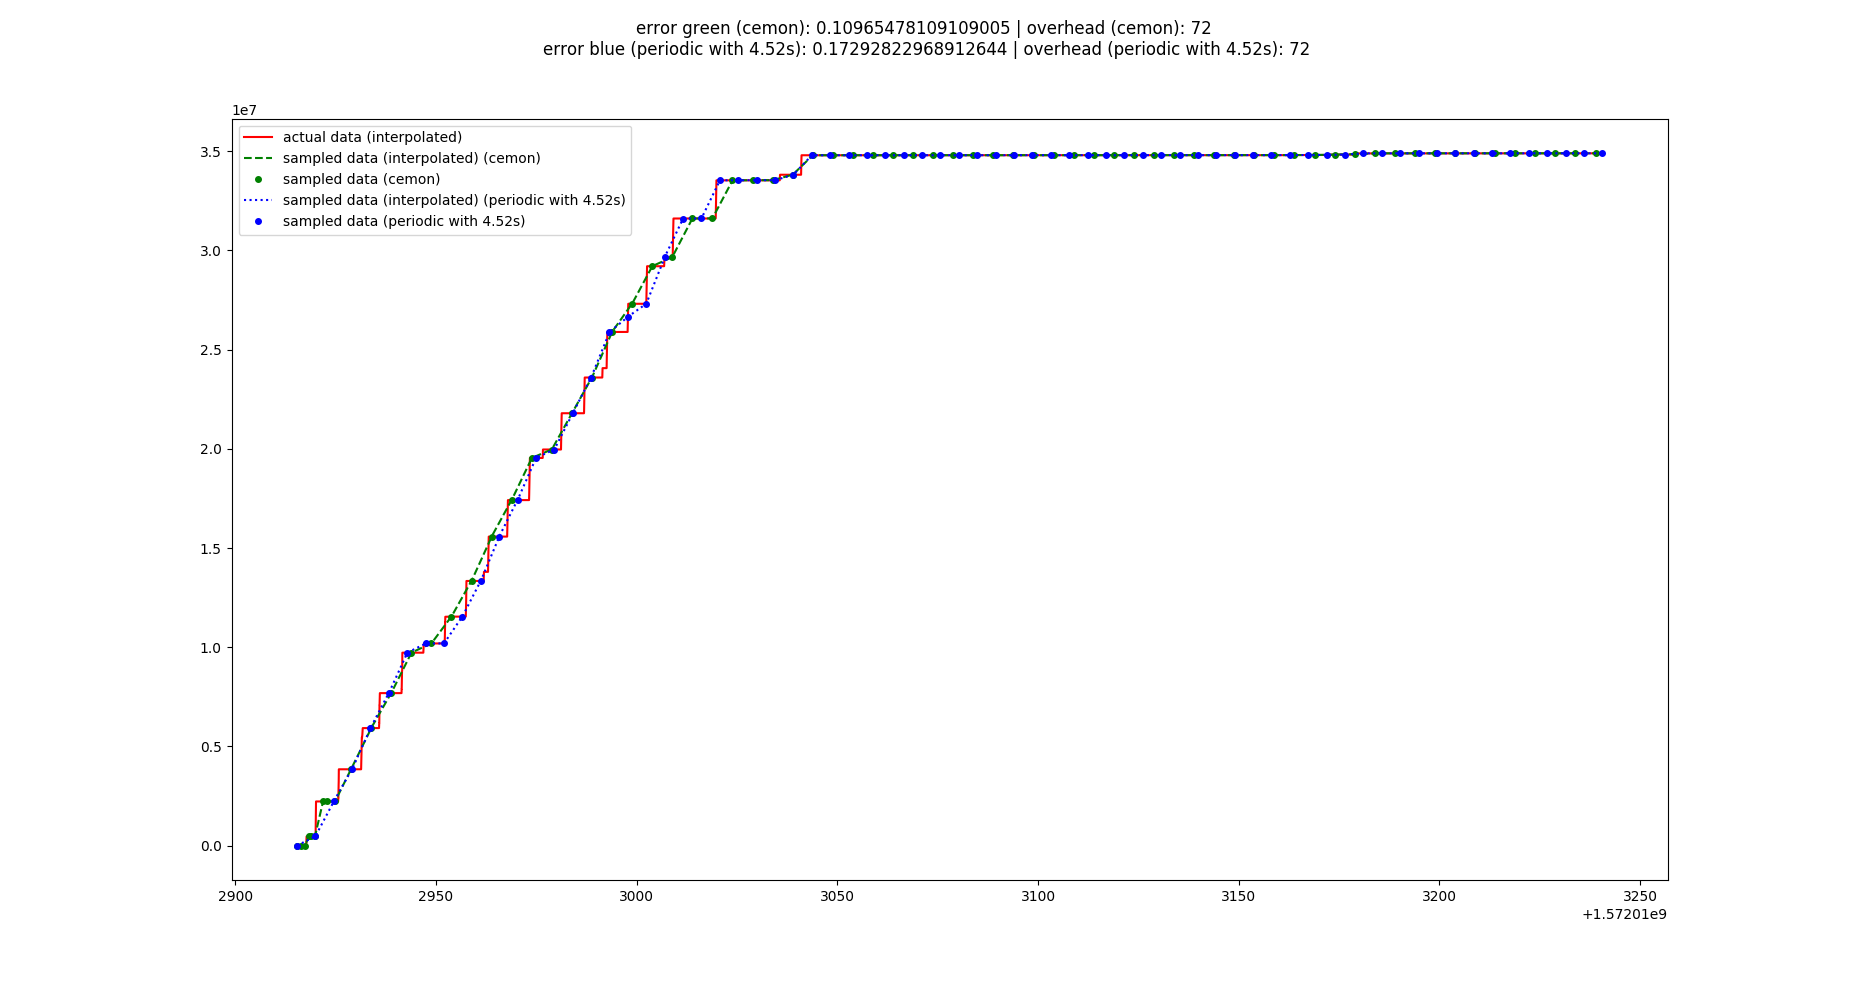 error green (cemon): 0.10965478109109005 | overhead (cemon): 72
error blue (periodic with 4.52s): 0.17292822968912644 | overhead (periodic with 4.52s): 72
1e7
actual data (interpolated)
sampled data (interpolated) (cemon)
sampled data (cemon)
sampled data (interpolated) (periodic with 4.52s)
sampled data (periodic with 4.52s)
3.5
3.0
2.5
2.0
1.5
1.0
0.5
0.0
2900 2950 3000 3050 3100 3150 3200 3250
+1.57201e9